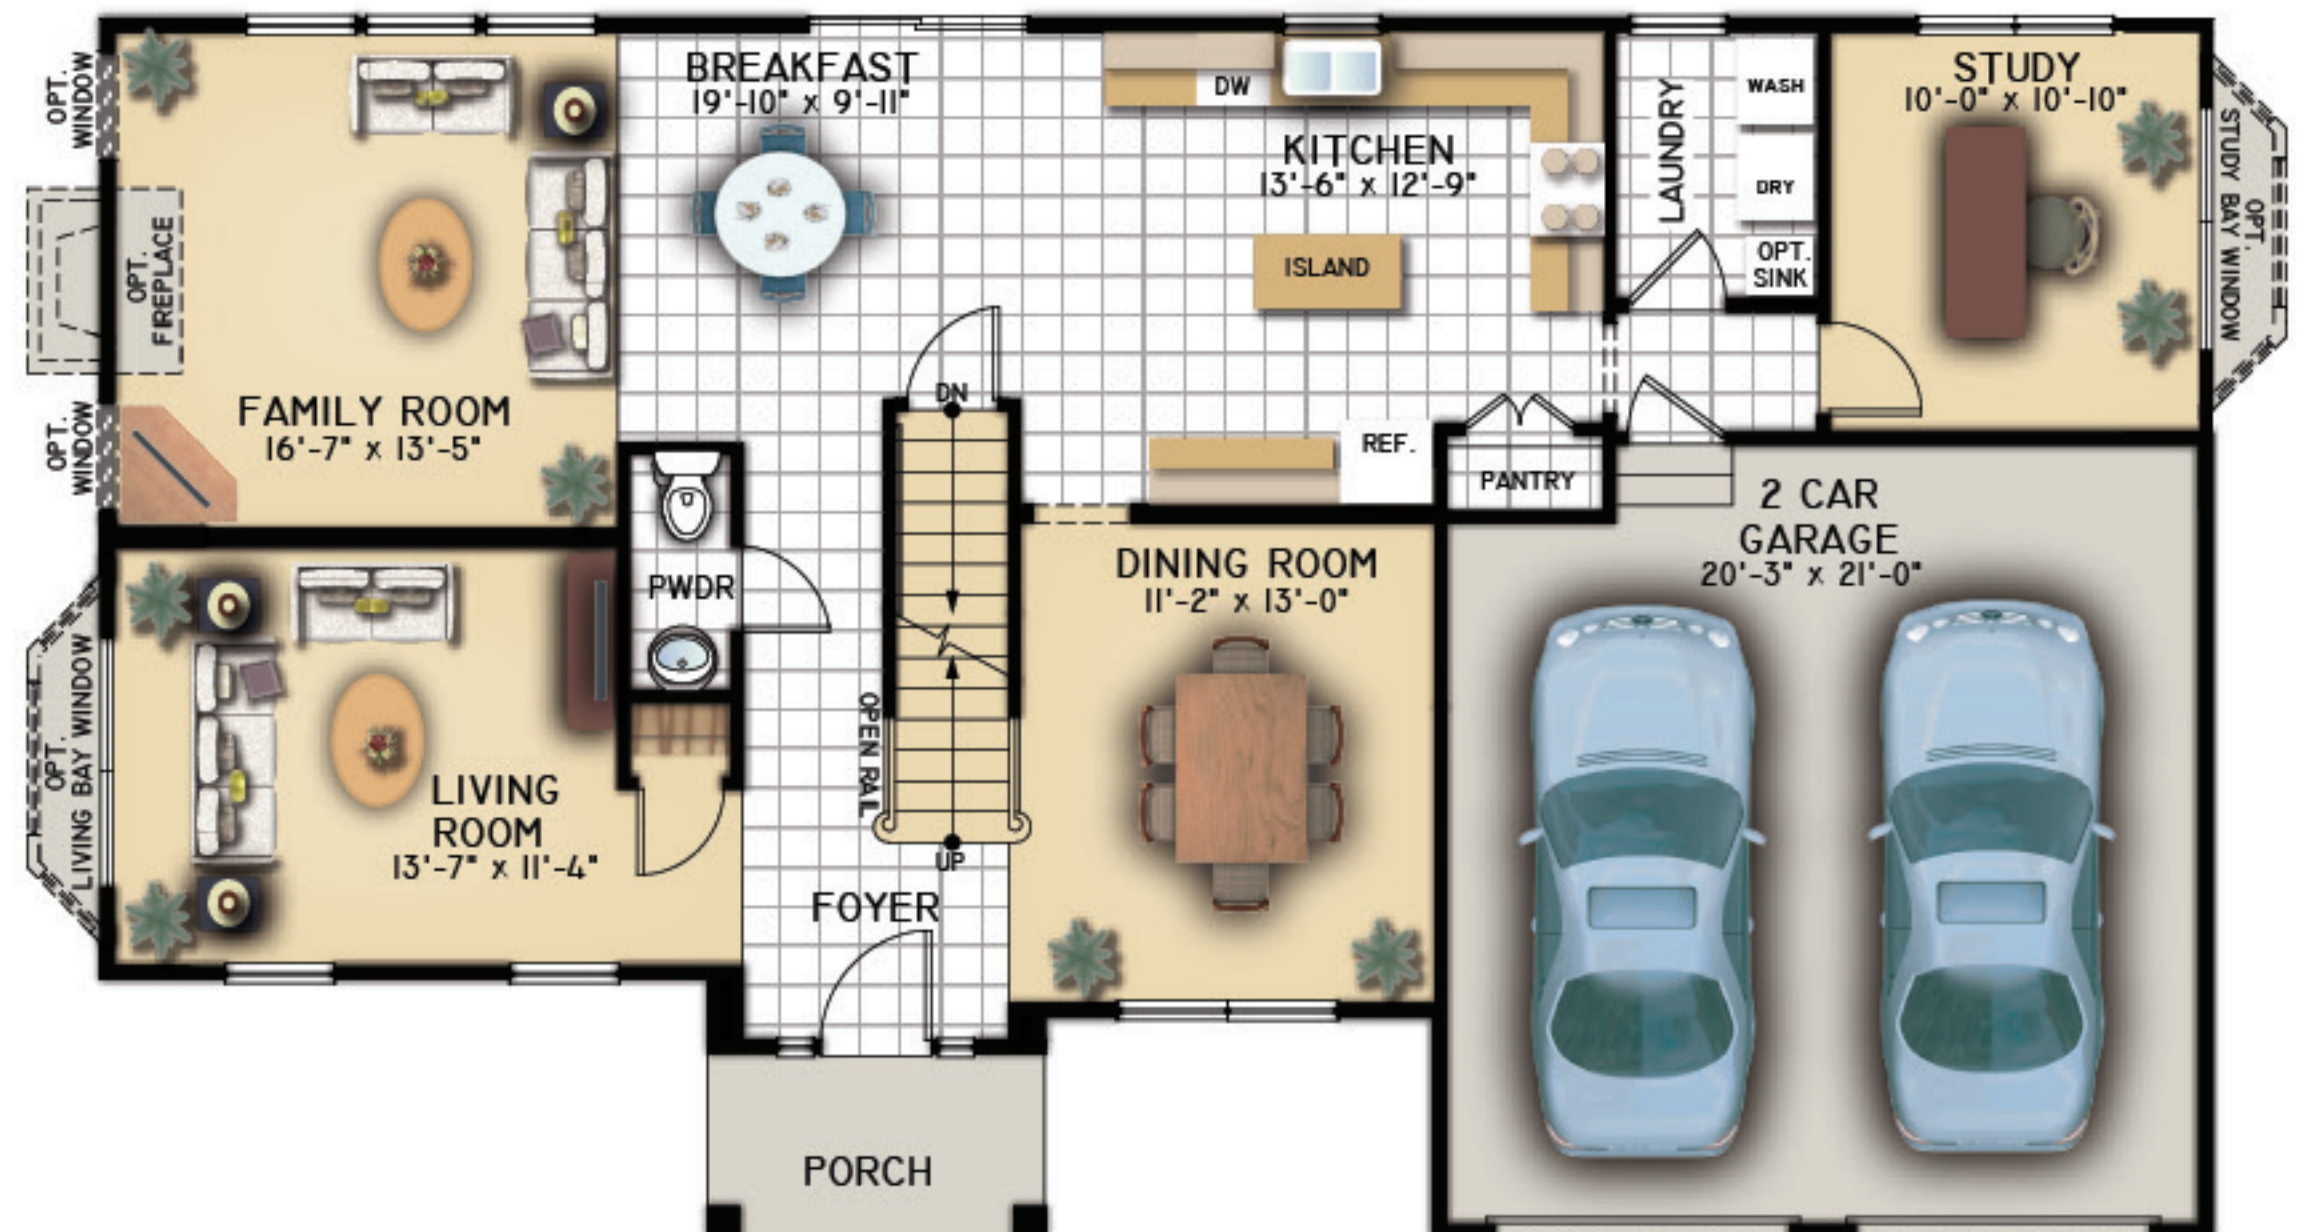 OPT.
WINDOW
BREAKFAST
19'-10" x 9'-11"
DW
KITCHEN
13'-6" x 12'-9"
ISLAND
LAUNDRY
WASH
DRY
OPT.
SINK
STUDY
10'-0" x 10'-10"
OPT.
STUDY BAY WINDOW
OPT.
FIREPLACE
FAMILY ROOM
16'-7" x 13'-5"
OPT.
WINDOW
DN
REF.
PANTRY
PWDR
DINING ROOM
11'-2" x 13'-0"
2 CAR
GARAGE
20'-3" x 21'-0"
OPT.
LIVING BAY WINDOW
LIVING
ROOM
13'-7" x 11'-4"
OPEN RAIL
UP
FOYER
PORCH